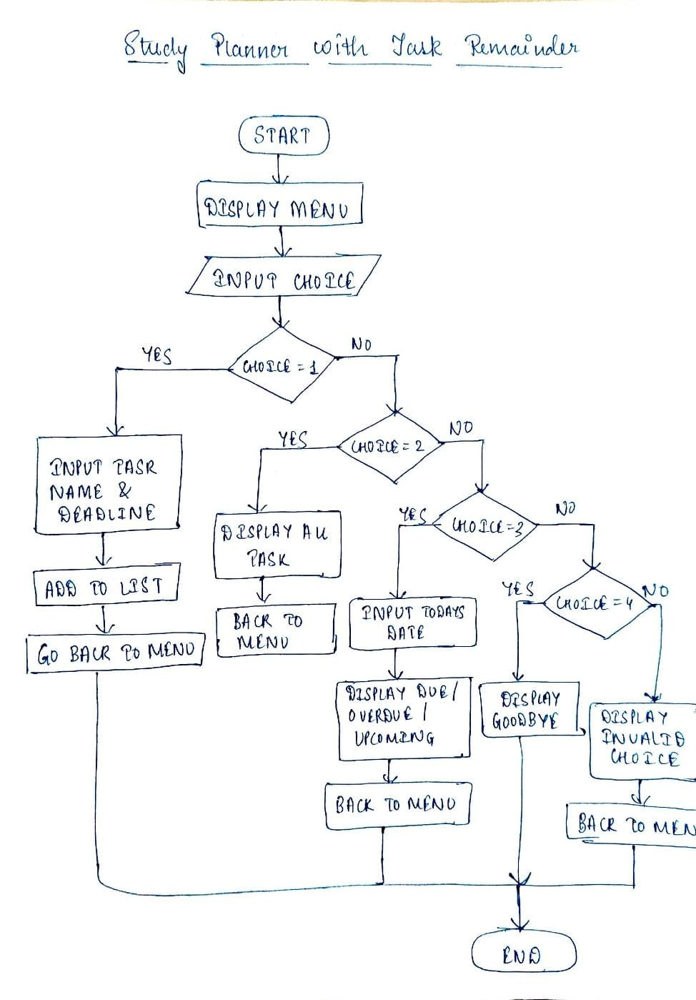 Study Planner with Task Remainder
START
DISPLAY MENU
INPUT CHOICE
CHOICE = 1
YES
NO
INPUT TASK
NAME &
DEADLINE
ADD TO LIST
GO BACK TO MENU
CHOICE = 2
YES
NO
DISPLAY ALL
TASK
BACK TO
MENU
CHOICE=3
YES
NO
INPUT TODAYS
DATE
DISPLAY DUE/
OVERDUE /
UPCOMING
BACK TO MENU
CHOICE = 4
YES
NO
DISPLAY
GOODBYE
DISPLAY
INVALID
CHOICE
BACK TO MEN
END